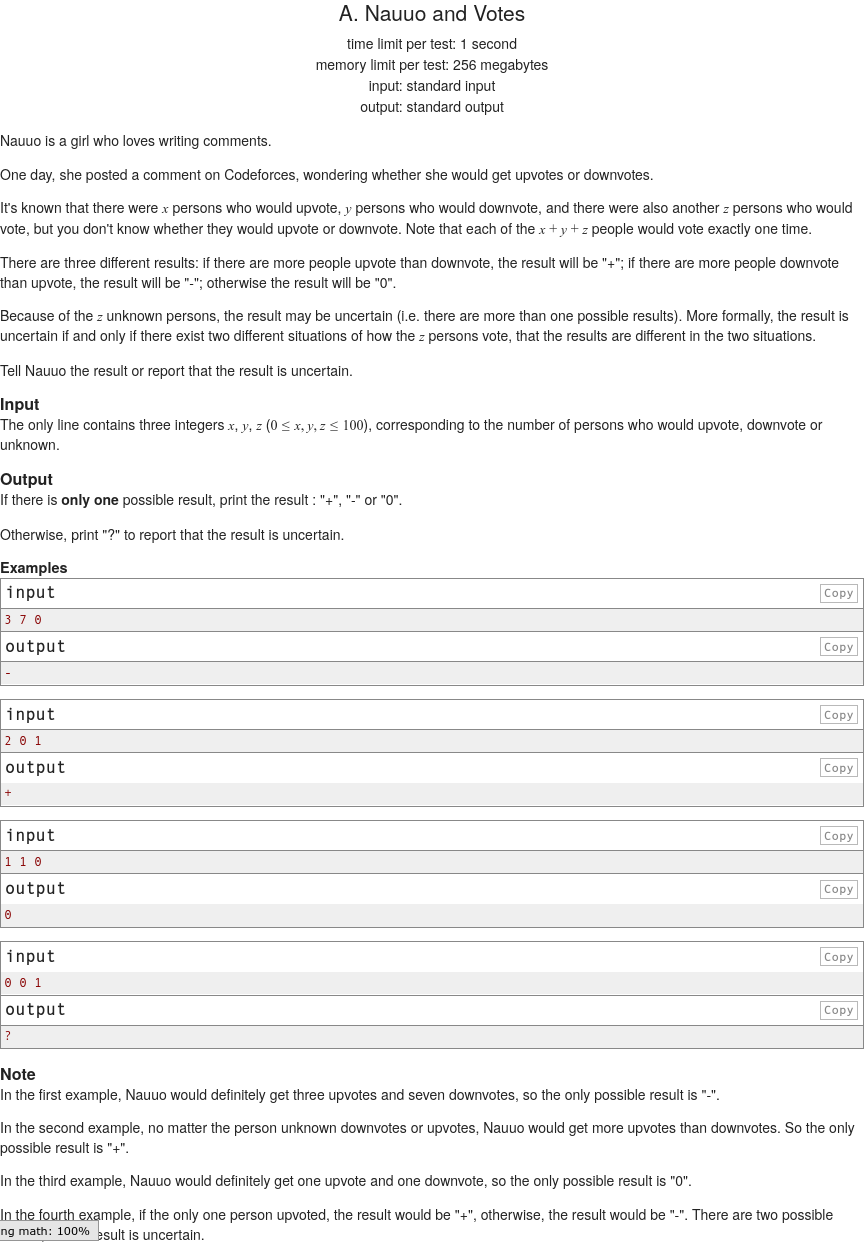 A. Nauuo and Votes
time limit per test: 1 second
memory limit per test: 256 megabytes
input: standard input
output: standard output
Nauuo is a girl who loves writing comments.
One day, she posted a comment on Codeforces, wondering whether she would get upvotes or downvotes.
It's known that there were x persons who would upvote, y persons who would downvote, and there were also another z persons who would
vote, but you don't know whether they would upvote or downvote. Note that each of the x + y + z people would vote exactly one time.
There are three different results: if there are more people upvote than downvote, the result will be "+"; if there are more people downvote
than upvote, the result will be "-"; otherwise the result will be "0".
Because of the z unknown persons, the result may be uncertain (i.e. there are more than one possible results). More formally, the result is
uncertain if and only if there exist two different situations of how the z persons vote, that the results are different in the two situations.
Tell Nauuo the result or report that the result is uncertain.
Input
The only line contains three integers x, y, z (0 ≤ x, y, z ≤ 100), corresponding to the number of persons who would upvote, downvote or
unknown.
Output
If there is only one possible result, print the result : "+", "-" or "0".
Otherwise, print "?" to report that the result is uncertain.
Examples
input Copy
3 7 0
output Copy
-
input Copy
2 0 1
output Copy
+
input Copy
1 1 0
output Copy
0
input Copy
0 0 1
output Copy
?
Note
In the first example, Nauuo would definitely get three upvotes and seven downvotes, so the only possible result is "-".
In the second example, no matter the person unknown downvotes or upvotes, Nauuo would get more upvotes than downvotes. So the only
possible result is "+".
In the third example, Nauuo would definitely get one upvote and one downvote, so the only possible result is "0".
In the fourth example, if the only one person upvoted, the result would be "+", otherwise, the result would be "-". There are two possible
ng math: 100% esult is uncertain.